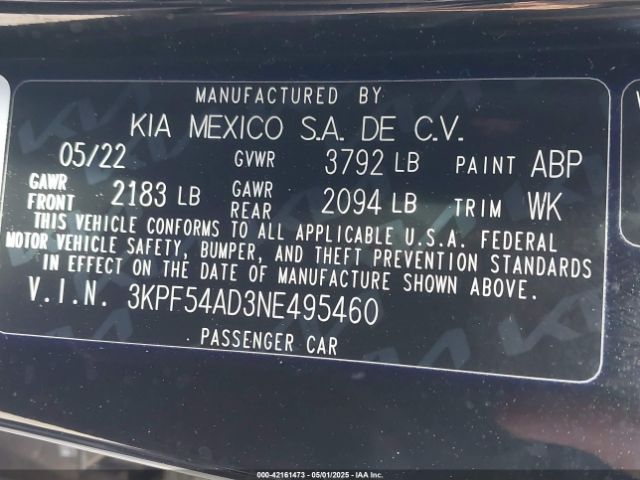 MANUFACTURED BY
KIA MEXICO S.A. DE C.V.
05/22 GVWR 3792 LB PAINT ABP
GAWR FRONT 2183 LB GAWR REAR 2094 LB TRIM WK
THIS VEHICLE CONFORMS TO ALL APPLICABLE U.S.A. FEDERAL
MOTOR VEHICLE SAFETY, BUMPER, AND THEFT PREVENTION STANDARDS
IN EFFECT ON THE DATE OF MANUFACTURE SHOWN ABOVE.
V.I.N. 3KPF54AD3NE495460
PASSENGER CAR
000-42161473 - 05/01/2025 - IAA Inc.